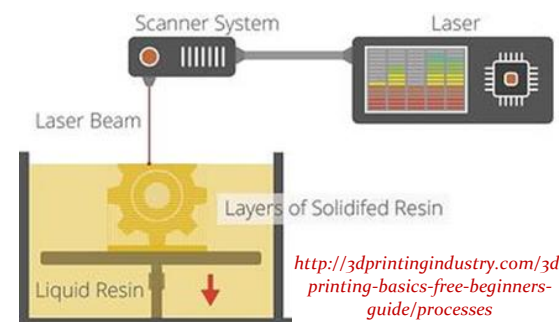 Scanner System
Laser
Laser Beam
Layers of Solidifed Resin
Liquid Resin
http://3dprintingindustry.com/3d
printing-basics-free-beginners-
guide/processes